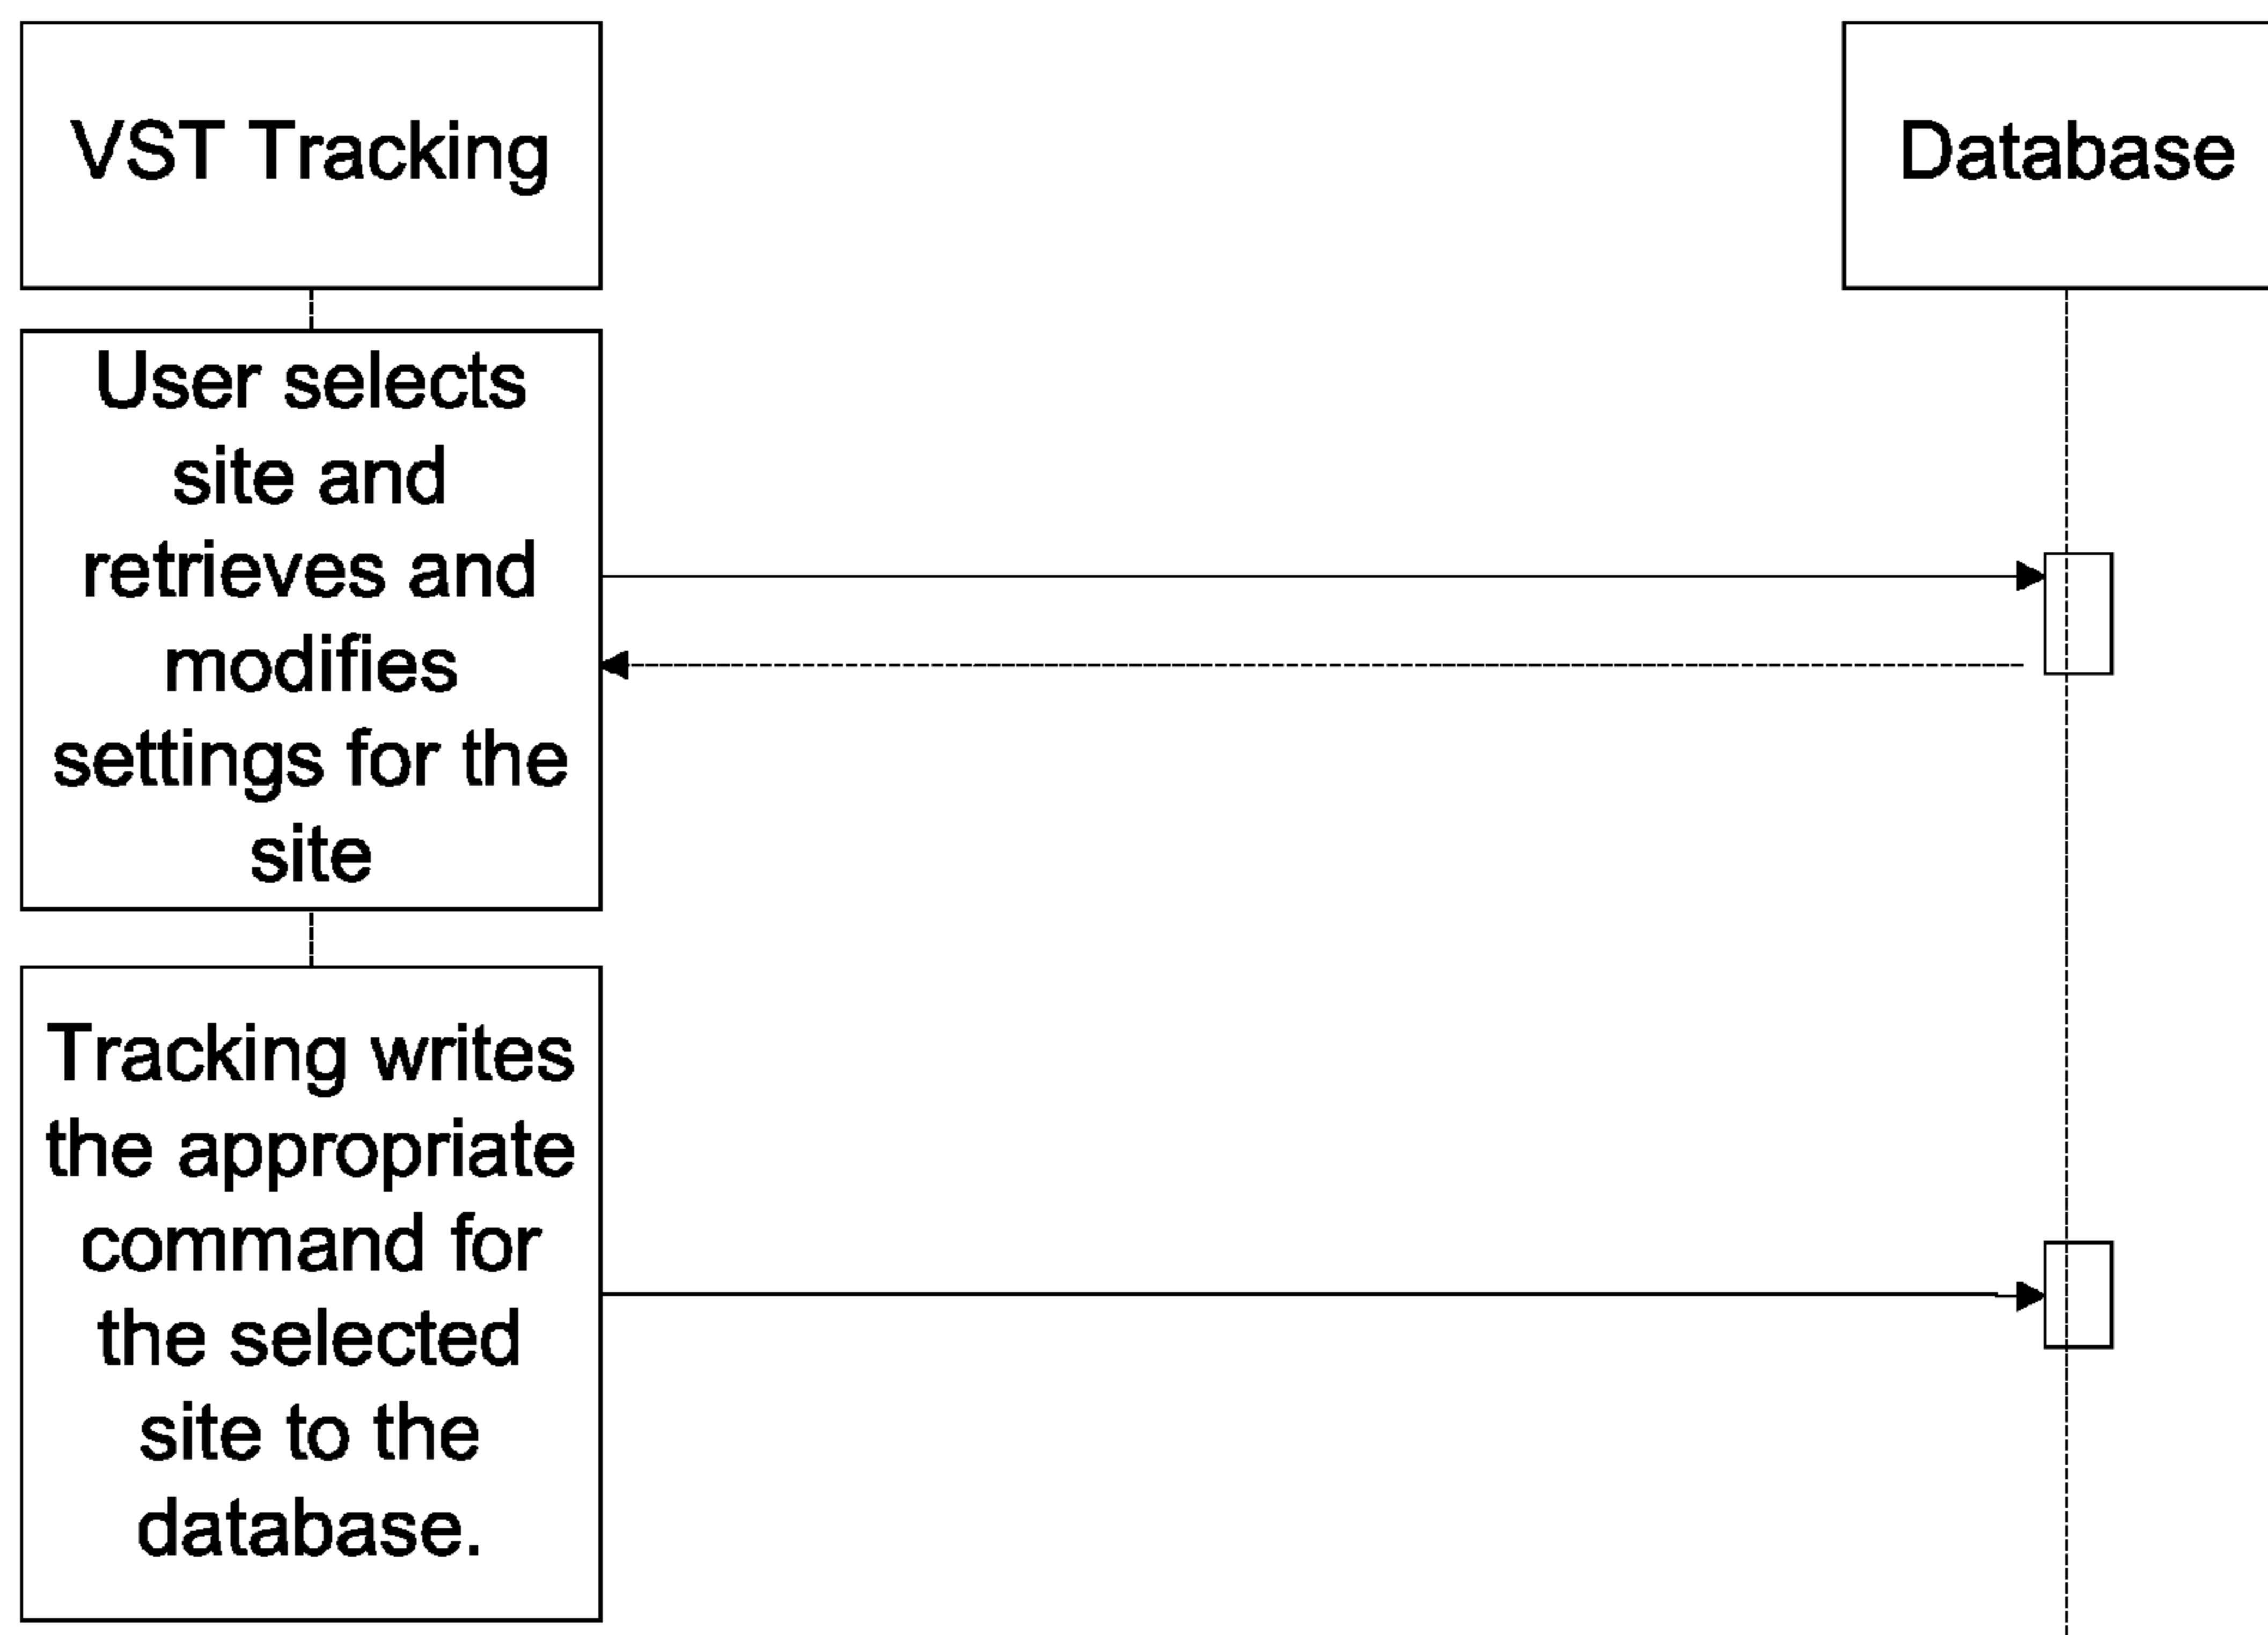 VST Tracking
Database
User selects
site and
retrieves and
modifies
settings for the
site
Tracking writes
the appropriate
command for
the selected
site to the
database.